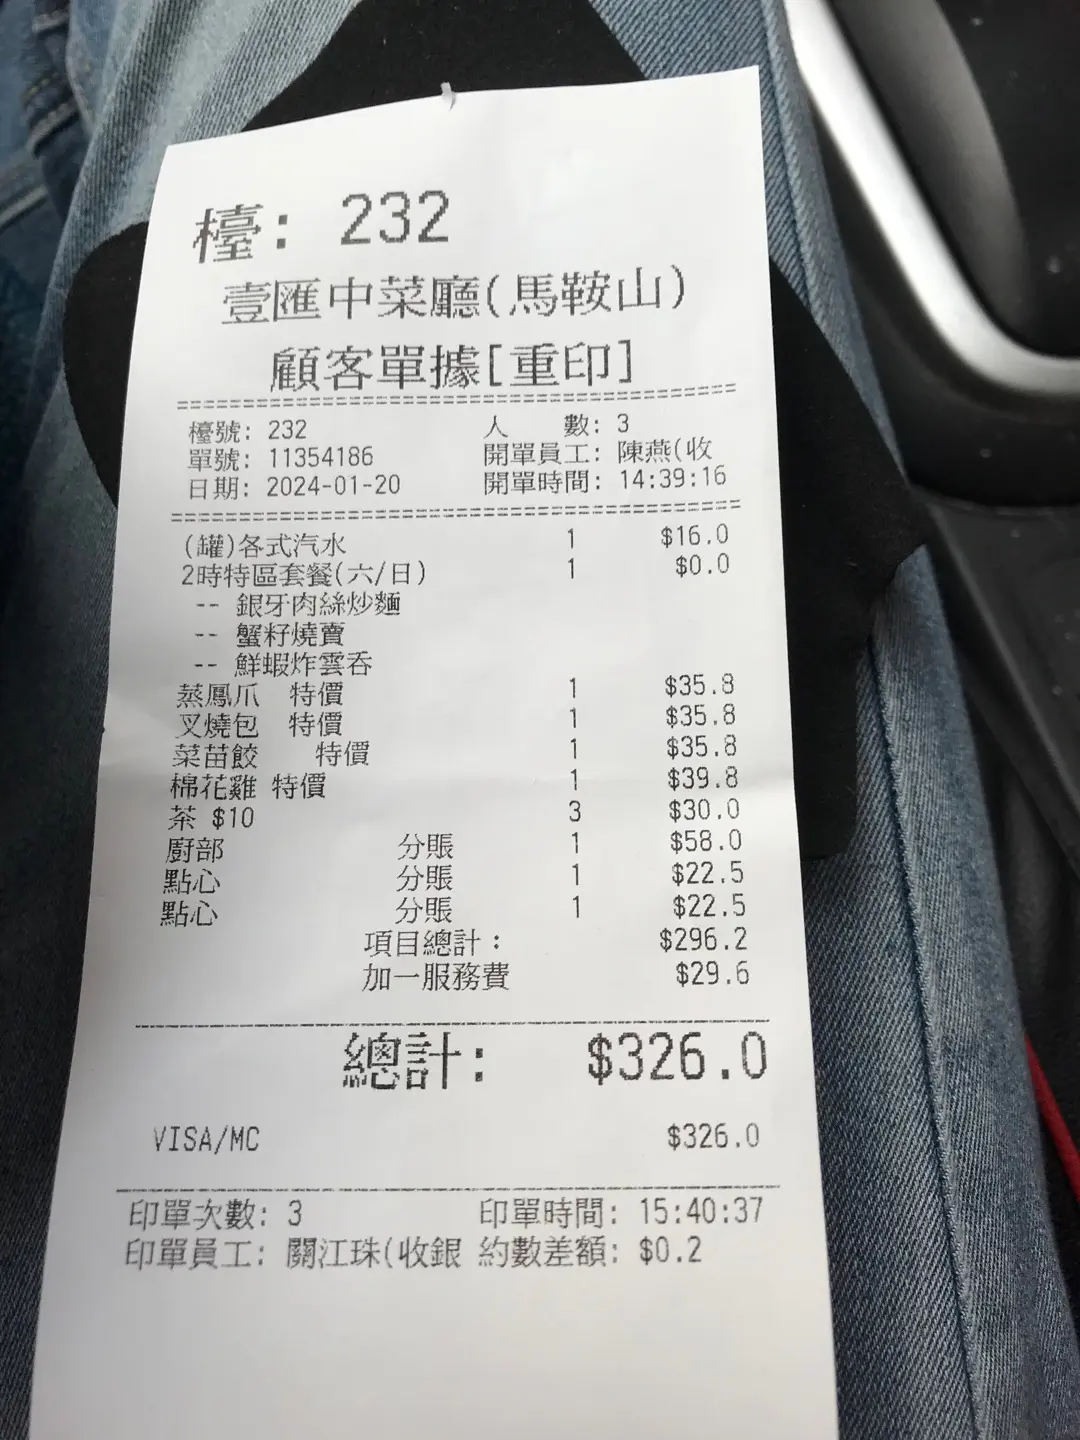 檯: 232
壹匯中菜廳(馬鞍山)
顧客單據[重印]
檯號: 232 人 數: 3
單號: 11354186 開單員工: 陳燕(收
日期: 2024-01-20 開單時間: 14:39:16
(罐)各式汽水 1 $16.0
2時特區套餐(六/日) 1 $0.0
-- 銀牙肉絲炒麵
-- 蟹籽燒賣
-- 鮮蝦炸雲吞
蒸鳳爪 特價 1 $35.8
叉燒包 特價 1 $35.8
菜苗餃 特價 1 $35.8
棉花雞 特價 1 $39.8
茶 $10 3 $30.0
廚部 分賬 1 $58.0
點心 分賬 1 $22.5
點心 分賬 1 $22.5
項目總計: $296.2
加一服務費 $29.6
總計: $326.0
VISA/MC $326.0
印單次數: 3 印單時間: 15:40:37
印單員工: 關江珠(收銀 約數差額: $0.2